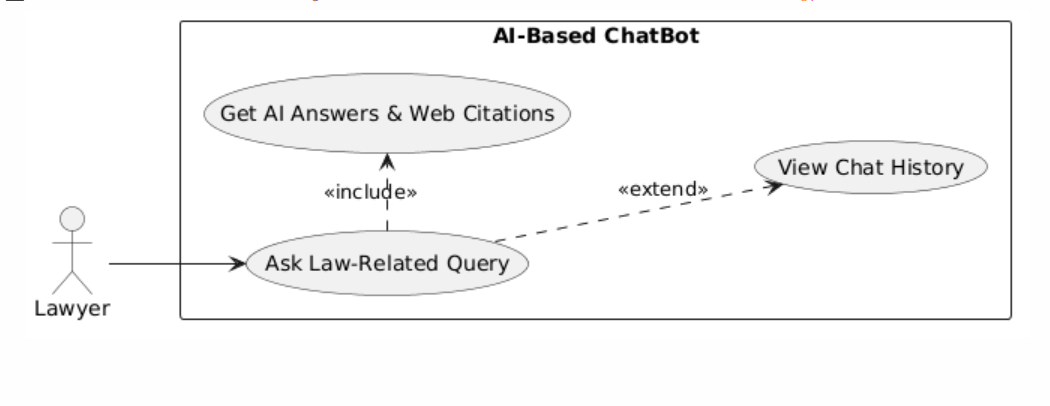 AI-Based ChatBot
Get AI Answers & Web Citations
View Chat History
«include»
«extend»
Ask Law-Related Query
Lawyer